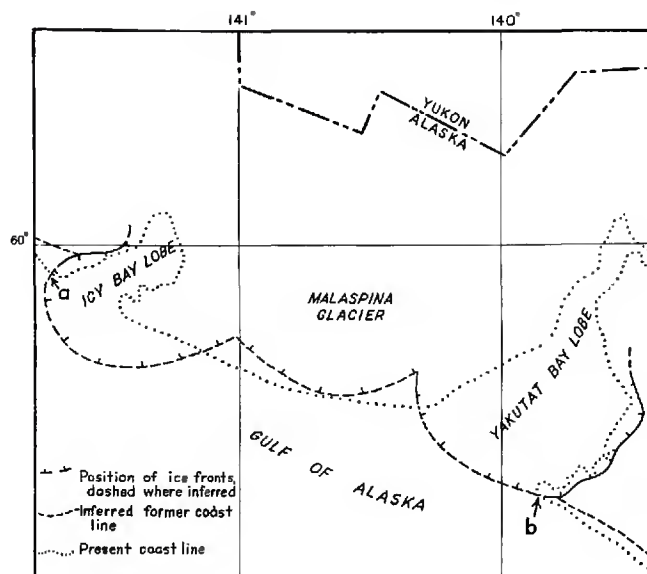 141° 140°
YUKON
ALASKA
60°
ICY BAY LOBE
a
MALASPINA
GLACIER
YAKUTAT BAY LOBE
GULF OF ALASKA
b
Position of ice fronts,
dashed where inferred
Inferred former coast
line
Present coast line